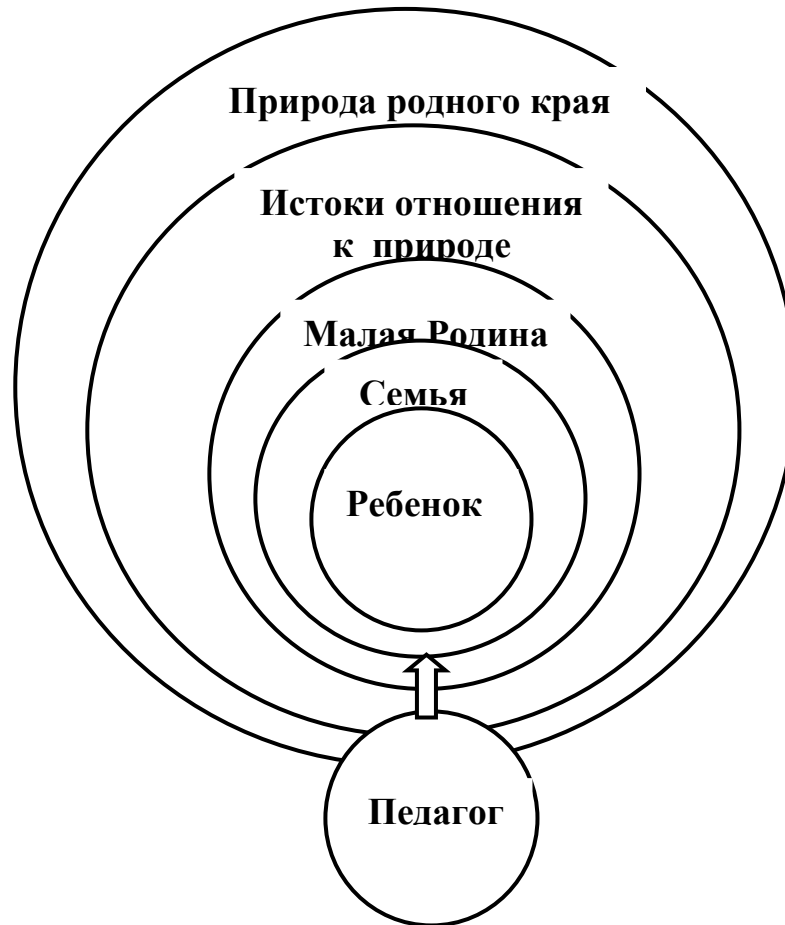 Природа родного края
Истоки отношения
к природе
Малая Родина
Семья
Ребенок
Педагог